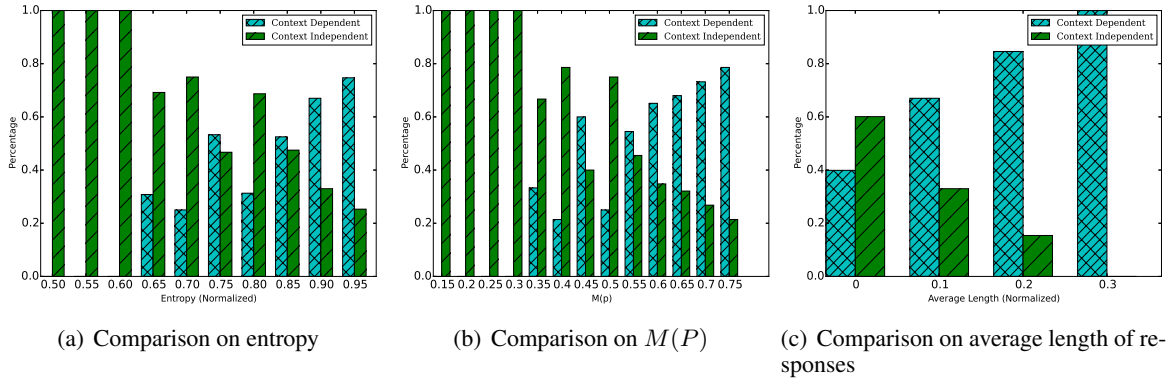 1.0
0.8
0.6
0.4
0.2
0.0
Percentage
Context Dependent
Context Independent
0.50 0.55 0.60 0.65 0.70 0.75 0.80 0.85 0.90 0.95
Entropy (Normalized)
(a) Comparison on entropy
1.0
0.8
0.6
0.4
0.2
0.0
Percentage
Context Dependent
Context Independent
0.15 0.2 0.25 0.3 0.35 0.4 0.45 0.5 0.55 0.6 0.65 0.7 0.75
M(p)
(b) Comparison on M(P)
1.0
0.8
0.6
0.4
0.2
0.0
Percentage
Context Dependent
Context Independent
0 0.1 0.2 0.3
Average Length (Normalized)
(c) Comparison on average length of re-
sponses